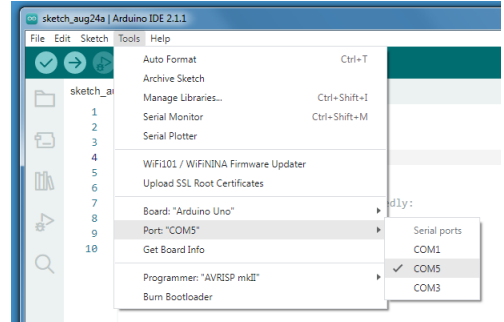 sketch_aug24a | Arduino IDE 2.1.1
File Edit Sketch Tools Help
Auto Format Ctrl+T
Archive Sketch
Manage Libraries... Ctrl+Shift+I
Serial Monitor Ctrl+Shift+M
Serial Plotter
WiFi101 / WiFiNINA Firmware Updater
Upload SSL Root Certificates
Board: "Arduino Uno"
Port: "COM5"
Get Board Info
Programmer: "AVRISP mkII"
Burn Bootloader
sketch_au
1
2
3
4
5
6
7
8
9
10
dly:
Serial ports
COM1
COM5
COM3